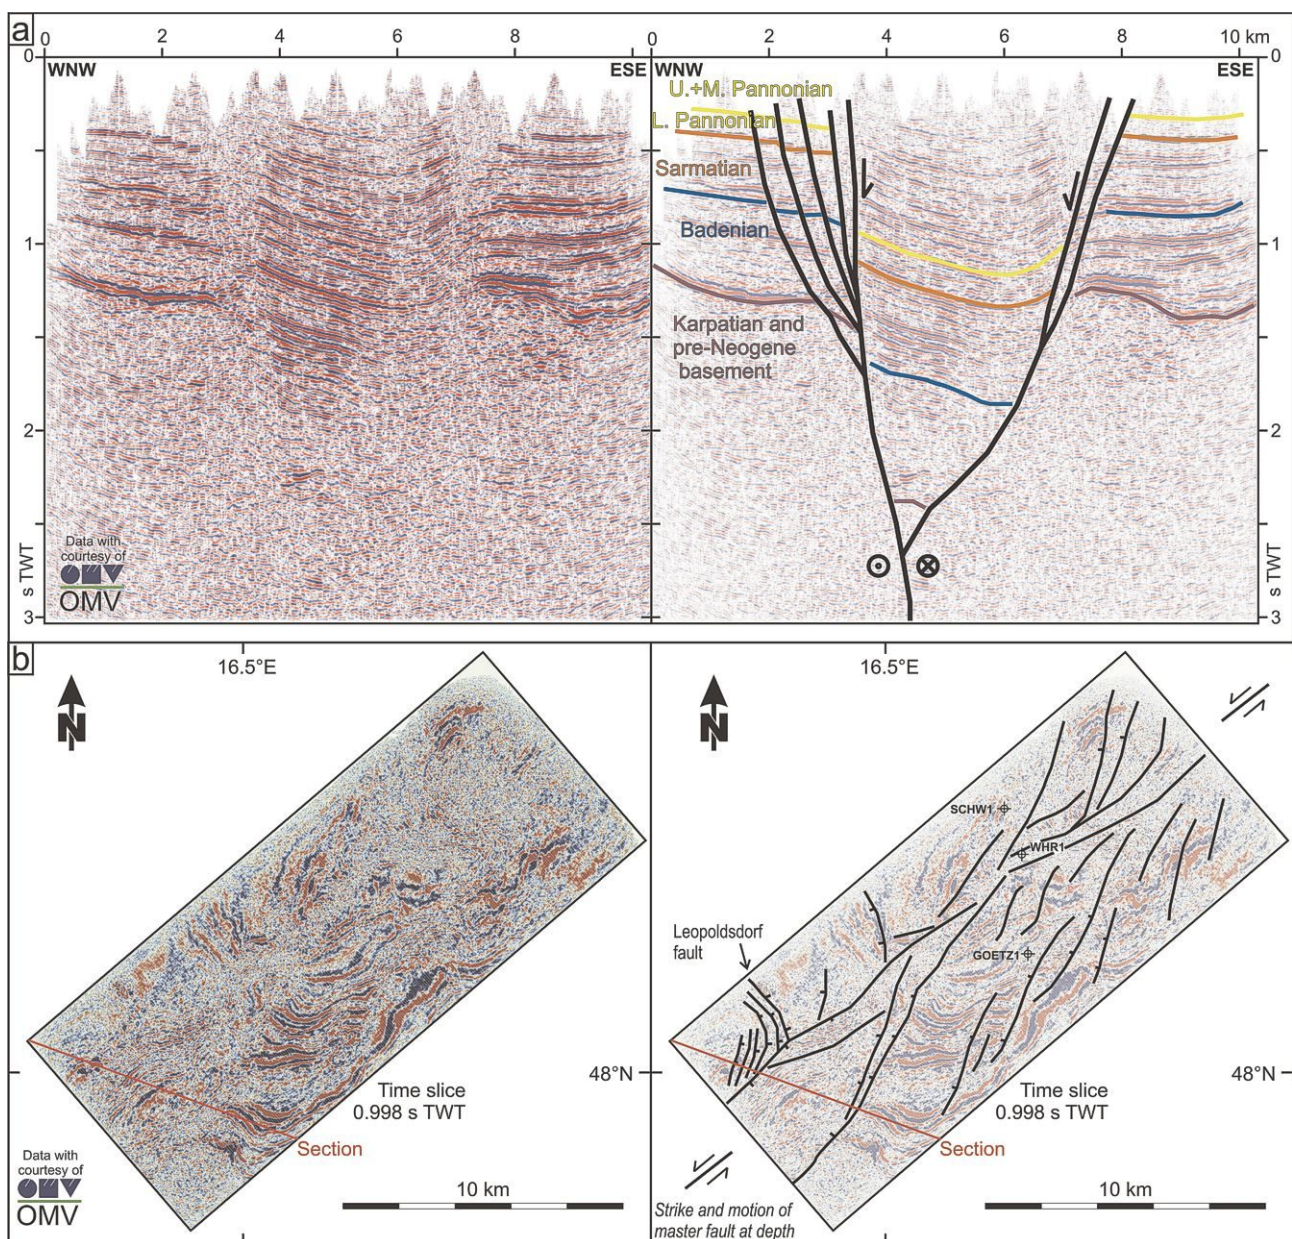 a
0 2 4 6 8
0 2 4 6 8 10 km
0
WNW ESE
1
2
s TWT
3
Data with
courtesy of
OMV
OMV
WNW ESE
0
U.+M. Pannonian
L. Pannonian
Sarmatian
Badenian
1
Karpatian and
pre-Neogene
basement
2
s TWT
3
b
16.5°E
N
Time slice
0.998 s TWT
48°N
Section
Data with
courtesy of
OMV
OMV
10 km
16.5°E
N
SCHW1
WHR1
GOETZ1
Leopoldsdorf
fault
Time slice
0.998 s TWT
Section
Strike and motion of
master fault at depth
10 km